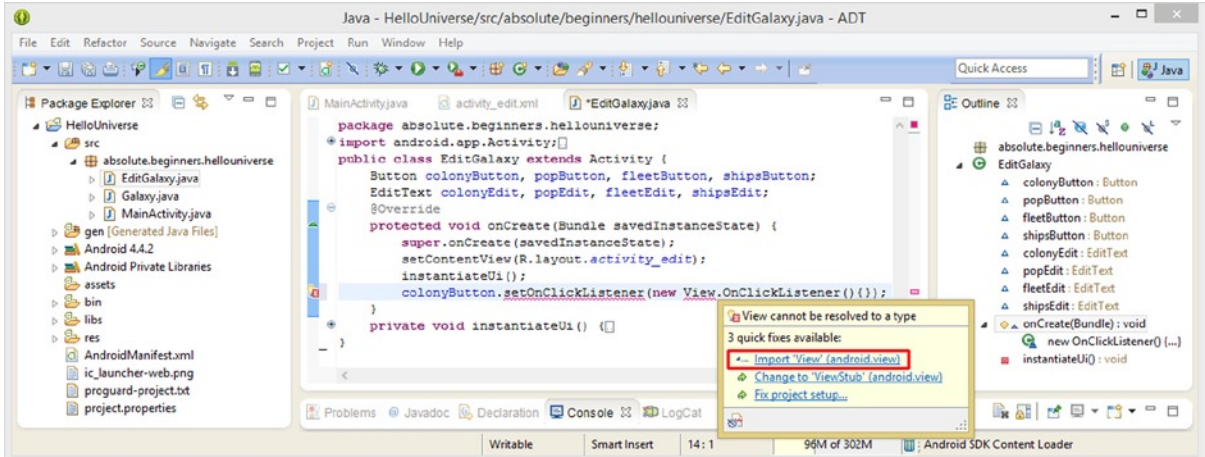 Java - HelloUniverse/src/absolute/beginners/hellouniverse/EditGalaxy.java - ADT
File Edit Refactor Source Navigate Search Project Run Window Help
Quick Access
Java
Package Explorer
HelloUniverse
src
absolute.beginners.hellouniverse
EditGalaxy.java
Galaxy.java
MainActivity.java
gen [Generated Java Files]
Android 4.4.2
Android Private Libraries
assets
bin
libs
res
AndroidManifest.xml
ic_launcher-web.png
proguard-project.txt
project.properties
MainActivity.java activity_edit.xml *EditGalaxy.java
package absolute.beginners.hellouniverse;
import android.app.Activity;
public class EditGalaxy extends Activity {
Button colonyButton, popButton, fleetButton, shipsButton;
EditText colonyEdit, popEdit, fleetEdit, shipsEdit;
@Override
protected void onCreate(Bundle savedInstanceState) {
super.onCreate(savedInstanceState);
setContentView(R.layout.activity_edit);
instantiateUi();
colonyButton.setOnClickListener(new View.OnClickListener(){});
}
private void instantiateUi() {
}
View cannot be resolved to a type
3 quick fixes available:
Import 'View' (android.view)
Change to 'ViewStub' (android.view)
Fix project setup...
Outline
absolute.beginners.hellouniverse
EditGalaxy
colonyButton : Button
popButton : Button
fleetButton : Button
shipsButton : Button
colonyEdit : EditText
popEdit : EditText
fleetEdit : EditText
shipsEdit : EditText
onCreate(Bundle) : void
new OnClickListener() {...}
instantiateUi() : void
Problems @ Javadoc Declaration Console LogCat
Writable Smart Insert 14 : 1 96M of 302M Android SDK Content Loader